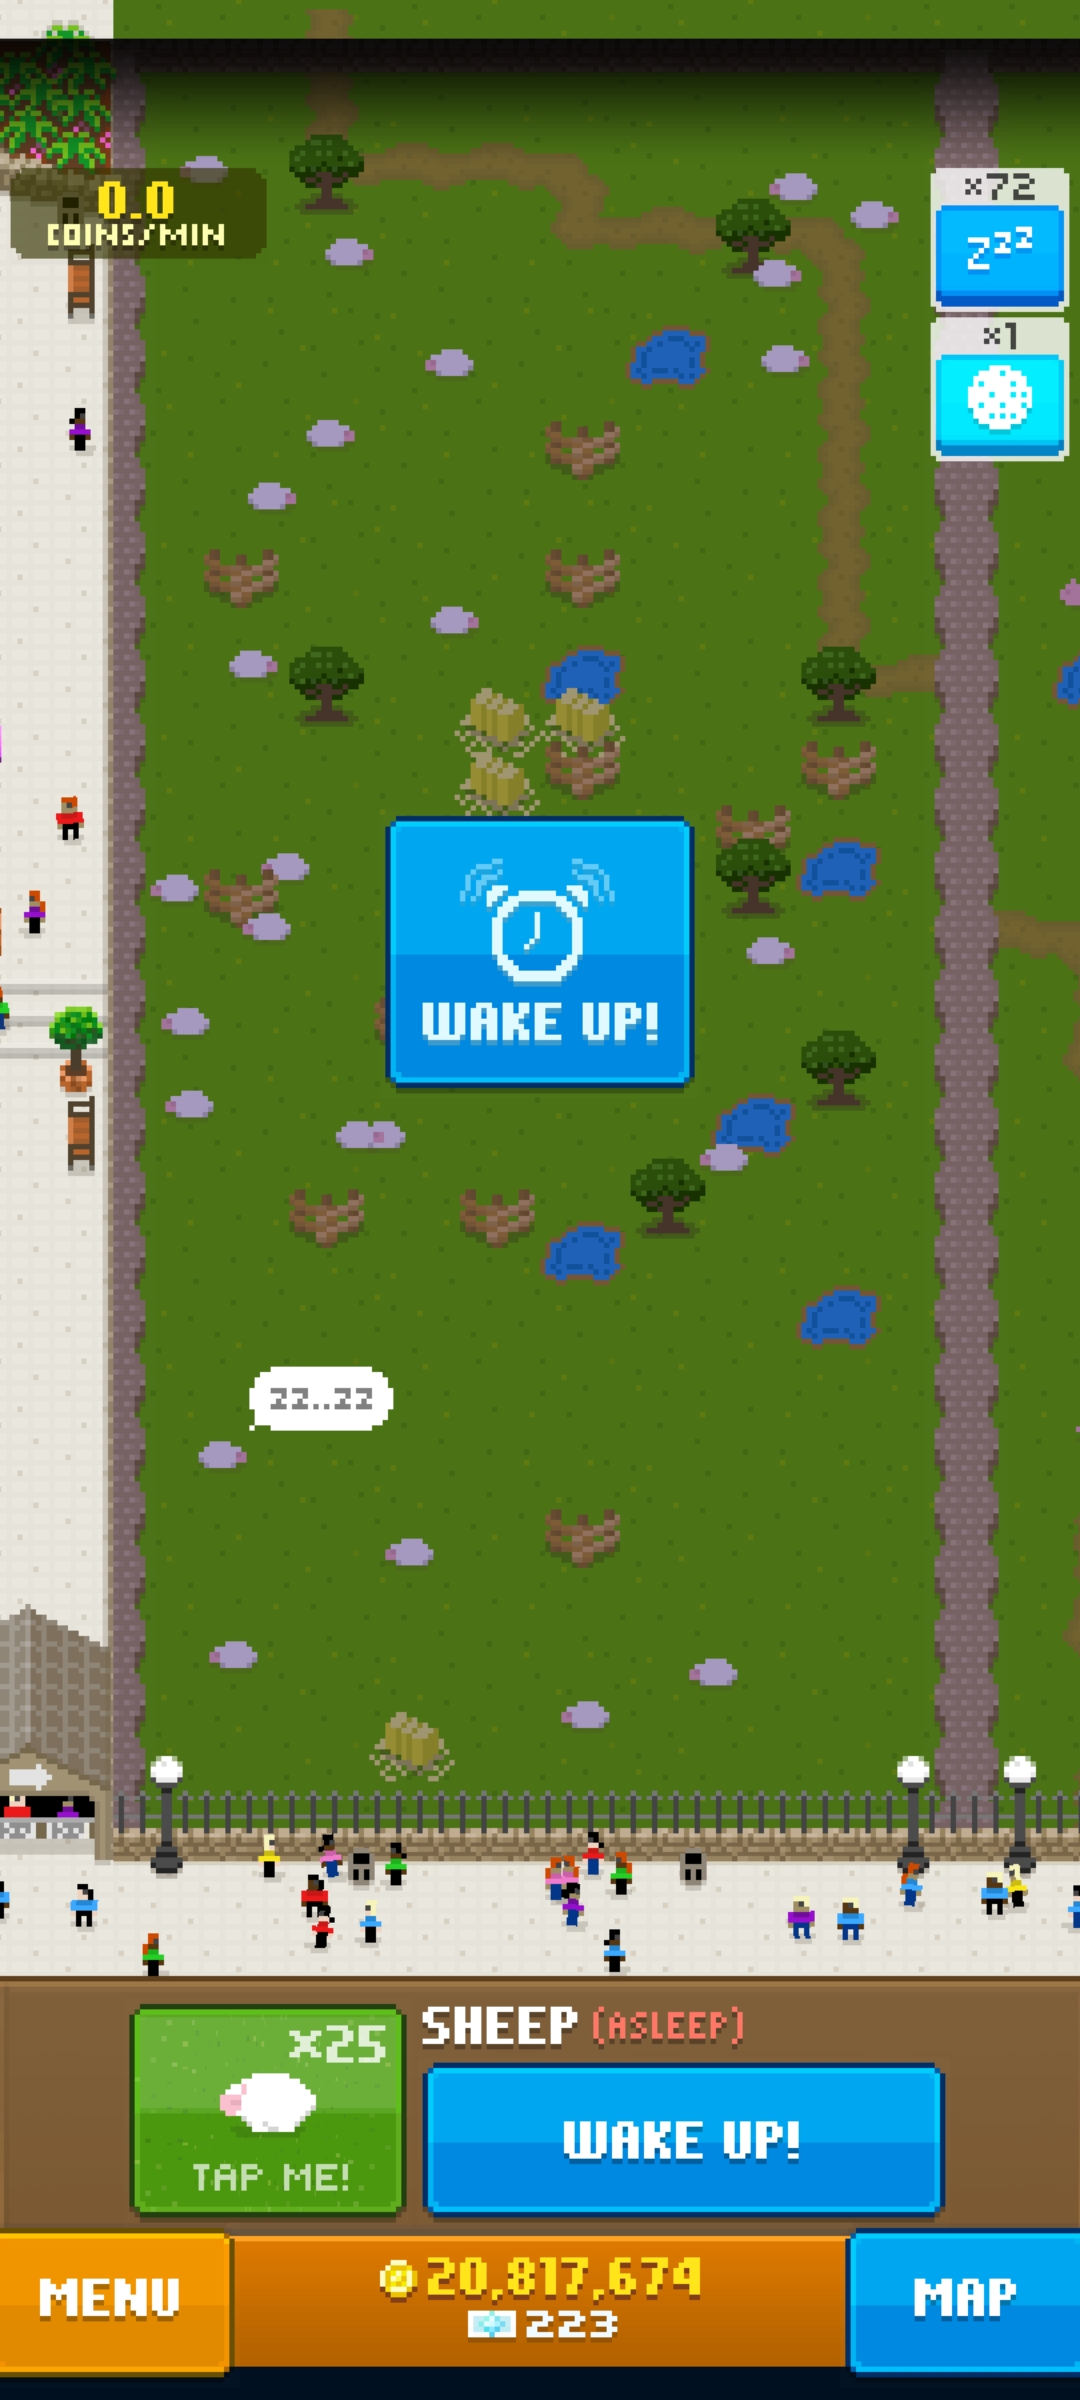 0.0
COINS/MIN
x72
zzz
x1
WAKE UP!
ZZ..ZZ
x25
TAP ME!
SHEEP (ASLEEP)
WAKE UP!
MENU
20,817,674
223
MAP